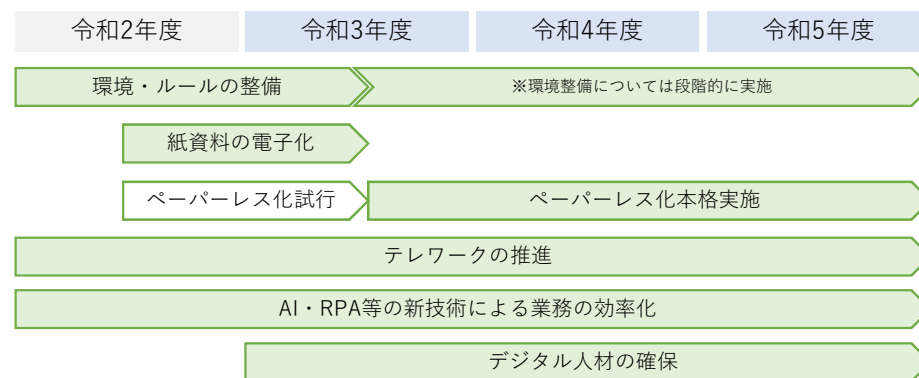 令和2年度 令和3年度 令和4年度 令和5年度
環境・ルールの整備 ※環境整備については段階的に実施
紙資料の電子化
ペーパーレス化試行 ペーパーレス化本格実施
テレワークの推進
AI・RPA等の新技術による業務の効率化
デジタル人材の確保